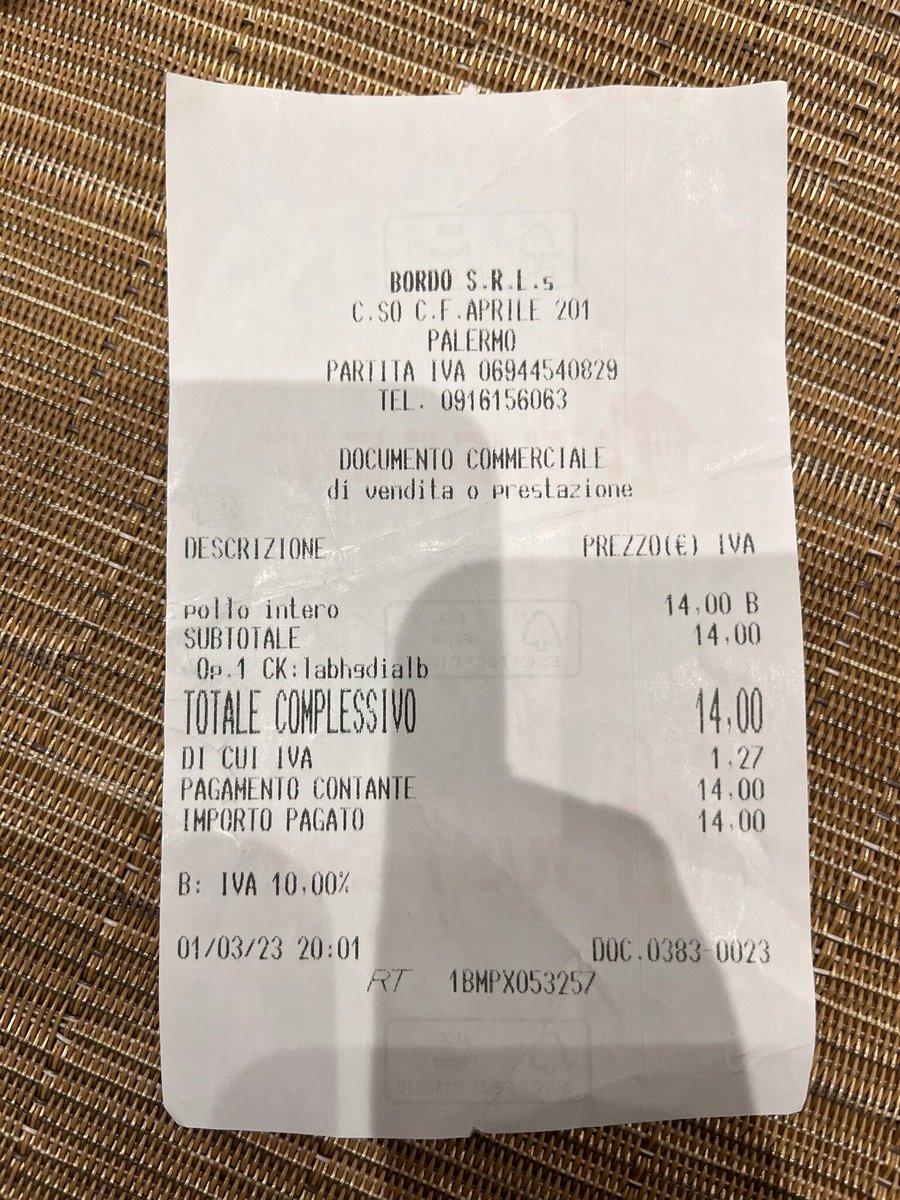 BORDO S.R.L.s
C.SO C.F.APRILE 201
PALERMO
PARTITA IVA 06944540829
TEL. 0916156063
DOCUMENTO COMMERCIALE
di vendita o prestazione
DESCRIZIONE PREZZO(€) IVA
pollo intero 14,00 B
SUBTOTALE 14,00
Op.1 CK:labhgdialb
TOTALE COMPLESSIVO 14,00
DI CUI IVA 1,27
PAGAMENTO CONTANTE 14,00
IMPORTO PAGATO 14,00
B: IVA 10,00%
01/03/23 20:01 DOC.0383-0023
RT 1BMPX053257